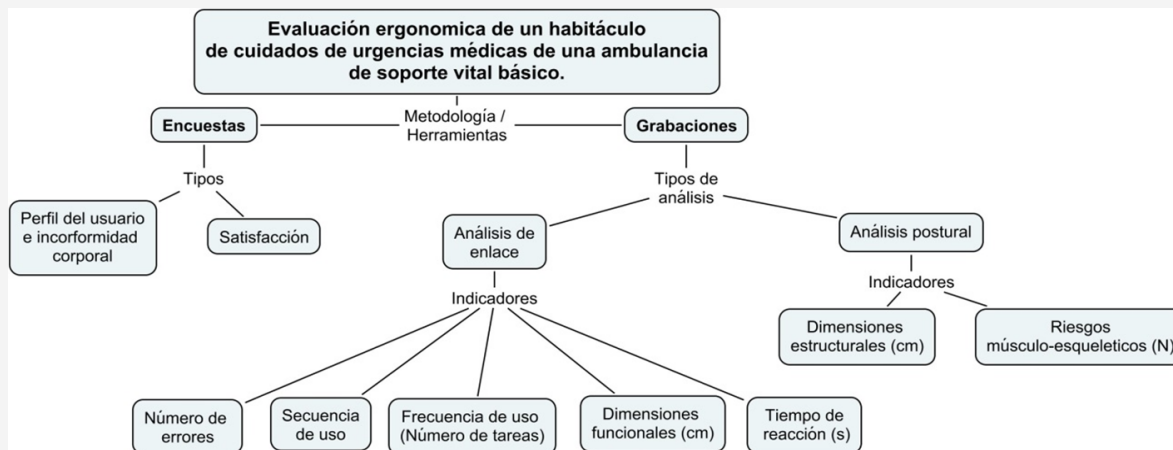 Evaluación ergonomica de un habitáculo
de cuidados de urgencias médicas de una ambulancia
de soporte vital básico.
Encuestas
Metodología /
Herramientas
Grabaciones
Tipos
Tipos de
análisis
Perfil del usuario
e incorformidad
corporal
Satisfacción
Análisis de
enlace
Análisis postural
Indicadores
Indicadores
Dimensiones
estructurales (cm)
Riesgos
músculo-esqueleticos (N)
Número de
errores
Secuencia
de uso
Frecuencia de uso
(Número de tareas)
Dimensiones
funcionales (cm)
Tiempo de
reacción (s)